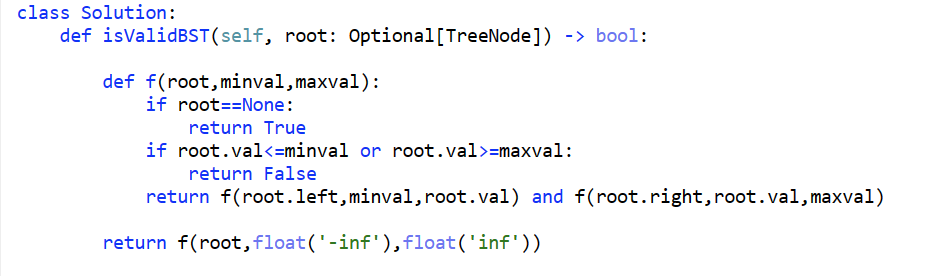 class Solution:
    def isValidBST(self, root: Optional[TreeNode]) -> bool:
        def f(root,minval,maxval):
            if root==None:
                return True
            if root.val<=minval or root.val>=maxval:
                return False
            return f(root.left,minval,root.val) and f(root.right,root.val,maxval)
        return f(root,float('-inf'),float('inf'))